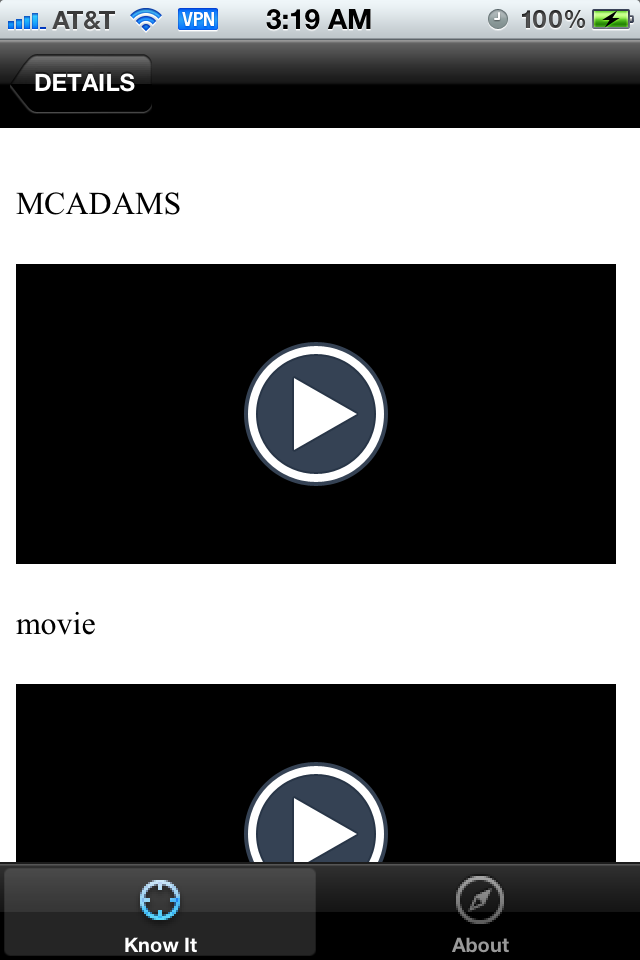 AT&T VPN 3:19 AM 100%
DETAILS
MCADAMS
movie
Know It About